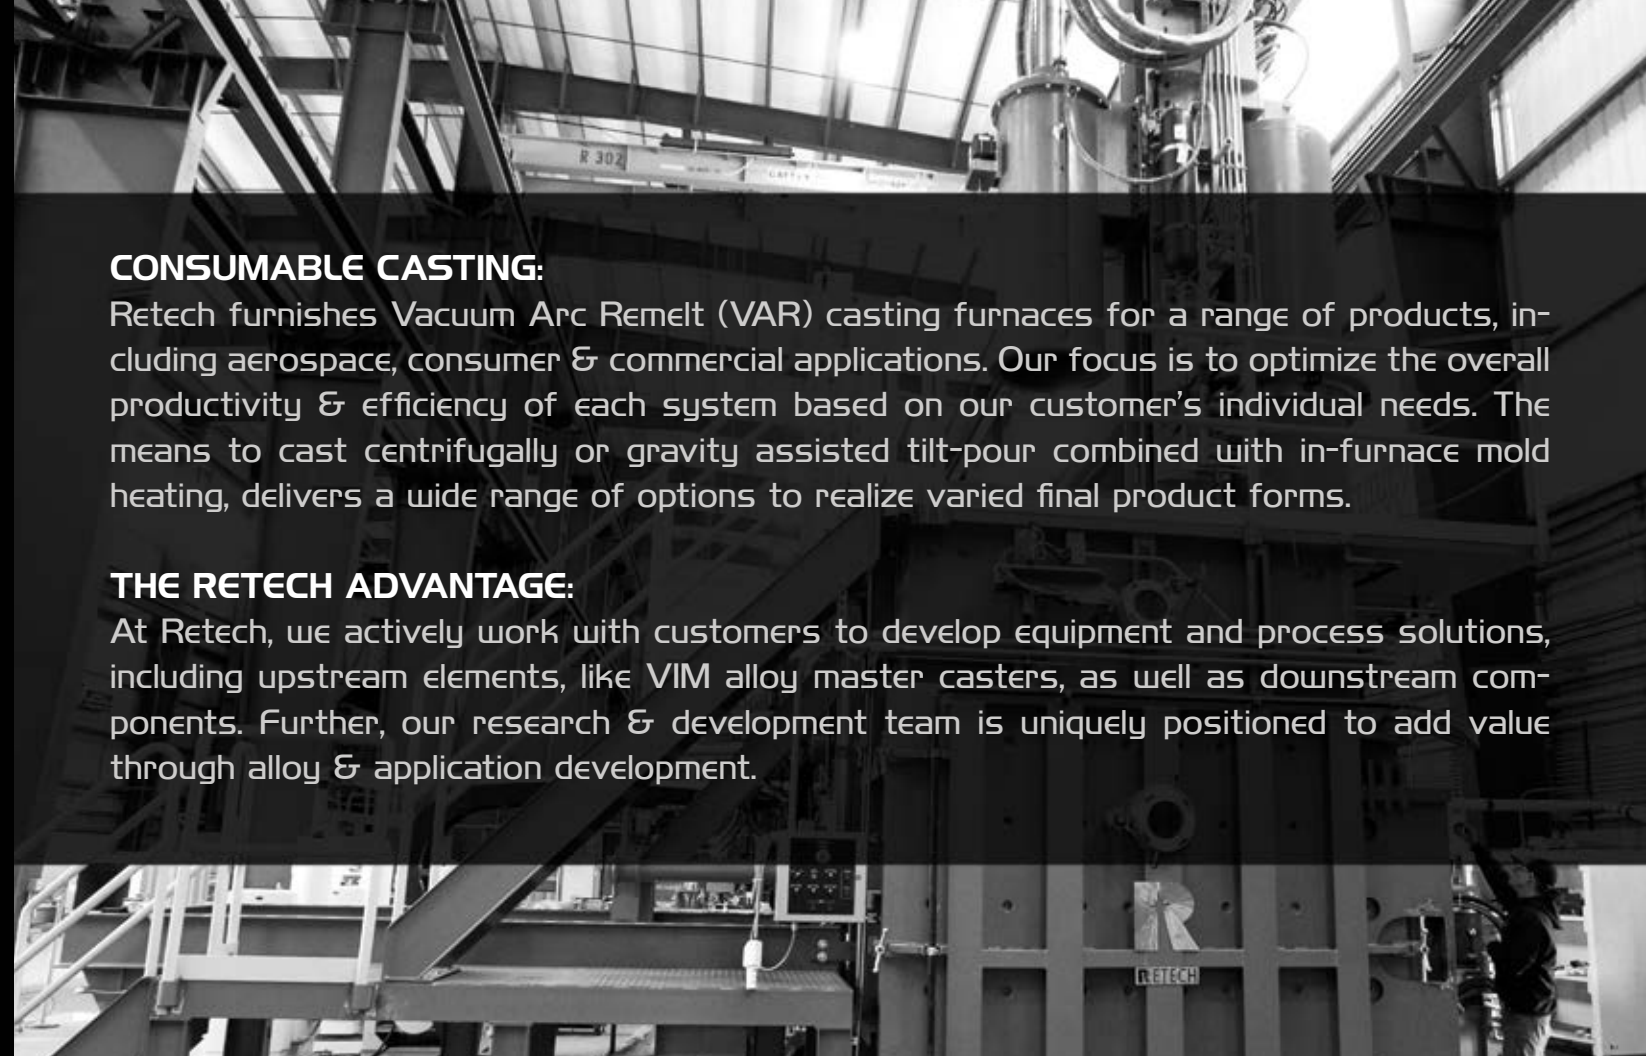 R 302
CONSUMABLE CASTING:
Retech furnishes Vacuum Arc Remelt (VAR) casting furnaces for a range of products, in-
cluding aerospace, consumer & commercial applications. Our focus is to optimize the overall
productivity & efficiency of each system based on our customer's individual needs. The
means to cast centrifugally or gravity assisted tilt-pour combined with in-furnace mold
heating, delivers a wide range of options to realize varied final product forms.
THE RETECH ADVANTAGE:
At Retech, we actively work with customers to develop equipment and process solutions,
including upstream elements, like VIM alloy master casters, as well as downstream com-
ponents. Further, our research & development team is uniquely positioned to add value
through alloy & application development.
R
RETECH